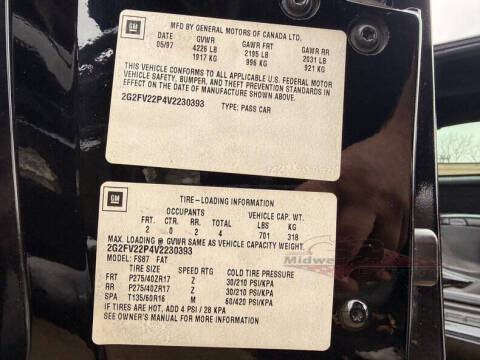 GM
MFD BY GENERAL MOTORS OF CANADA LTD.
DATE GVWR GAWR FRT GAWR RR
05/97 4226 LB 2195 LB 2031 LB
1917 KG 996 KG 921 KG
THIS VEHICLE CONFORMS TO ALL APPLICABLE U.S. FEDERAL MOTOR
VEHICLE SAFETY, BUMPER, AND THEFT PREVENTION STANDARDS IN
EFFECT ON THE DATE OF MANUFACTURE SHOWN ABOVE.
2G2FV22P4V2230393 TYPE: PASS CAR
GM
TIRE-LOADING INFORMATION
OCCUPANTS VEHICLE CAP. WT.
FRT. CTR. RR. TOTAL LBS KG
2 0 2 4 701 318
MAX. LOADING @ GVWR SAME AS VEHICLE CAPACITY WEIGHT.
2G2FV22P4V2230393
MODEL: FS87 FAT
TIRE SIZE SPEED RTG COLD TIRE PRESSURE
FRT P275/40ZR17 Z 30/210 PSI/KPA
RR P275/40ZR17 Z 30/210 PSI/KPA
SPA T135/60R16 M 60/420 PSI/KPA
IF TIRES ARE HOT, ADD 4 PSI / 28 KPA
SEE OWNER'S MANUAL FOR MORE INFORMATION
Midwest